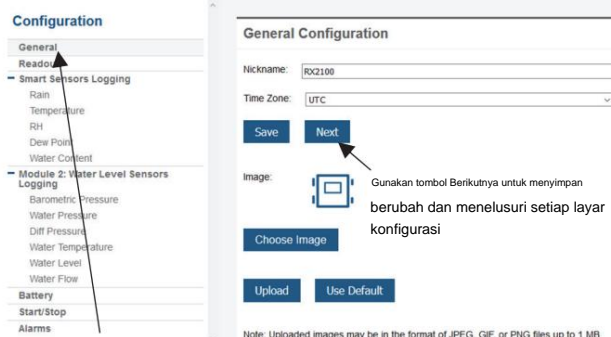 Configuration
General
Readout
Smart Sensors Logging
Rain
Temperature
RH
Dew Point
Water Content
Module 2: Water Level Sensors
Logging
Barometric Pressure
Water Pressure
Diff Pressure
Water Temperature
Water Level
Water Flow
Battery
Start/Stop
Alarms
General Configuration
Nickname: RX2100
Time Zone: UTC
Save Next
Image:
Gunakan tombol Berikutnya untuk menyimpan
berubah dan menelusuri setiap layar
konfigurasi
Choose Image
Upload Use Default
Note: Uploaded images may be in the format of JPEG, GIF, or PNG files up to 1 MB